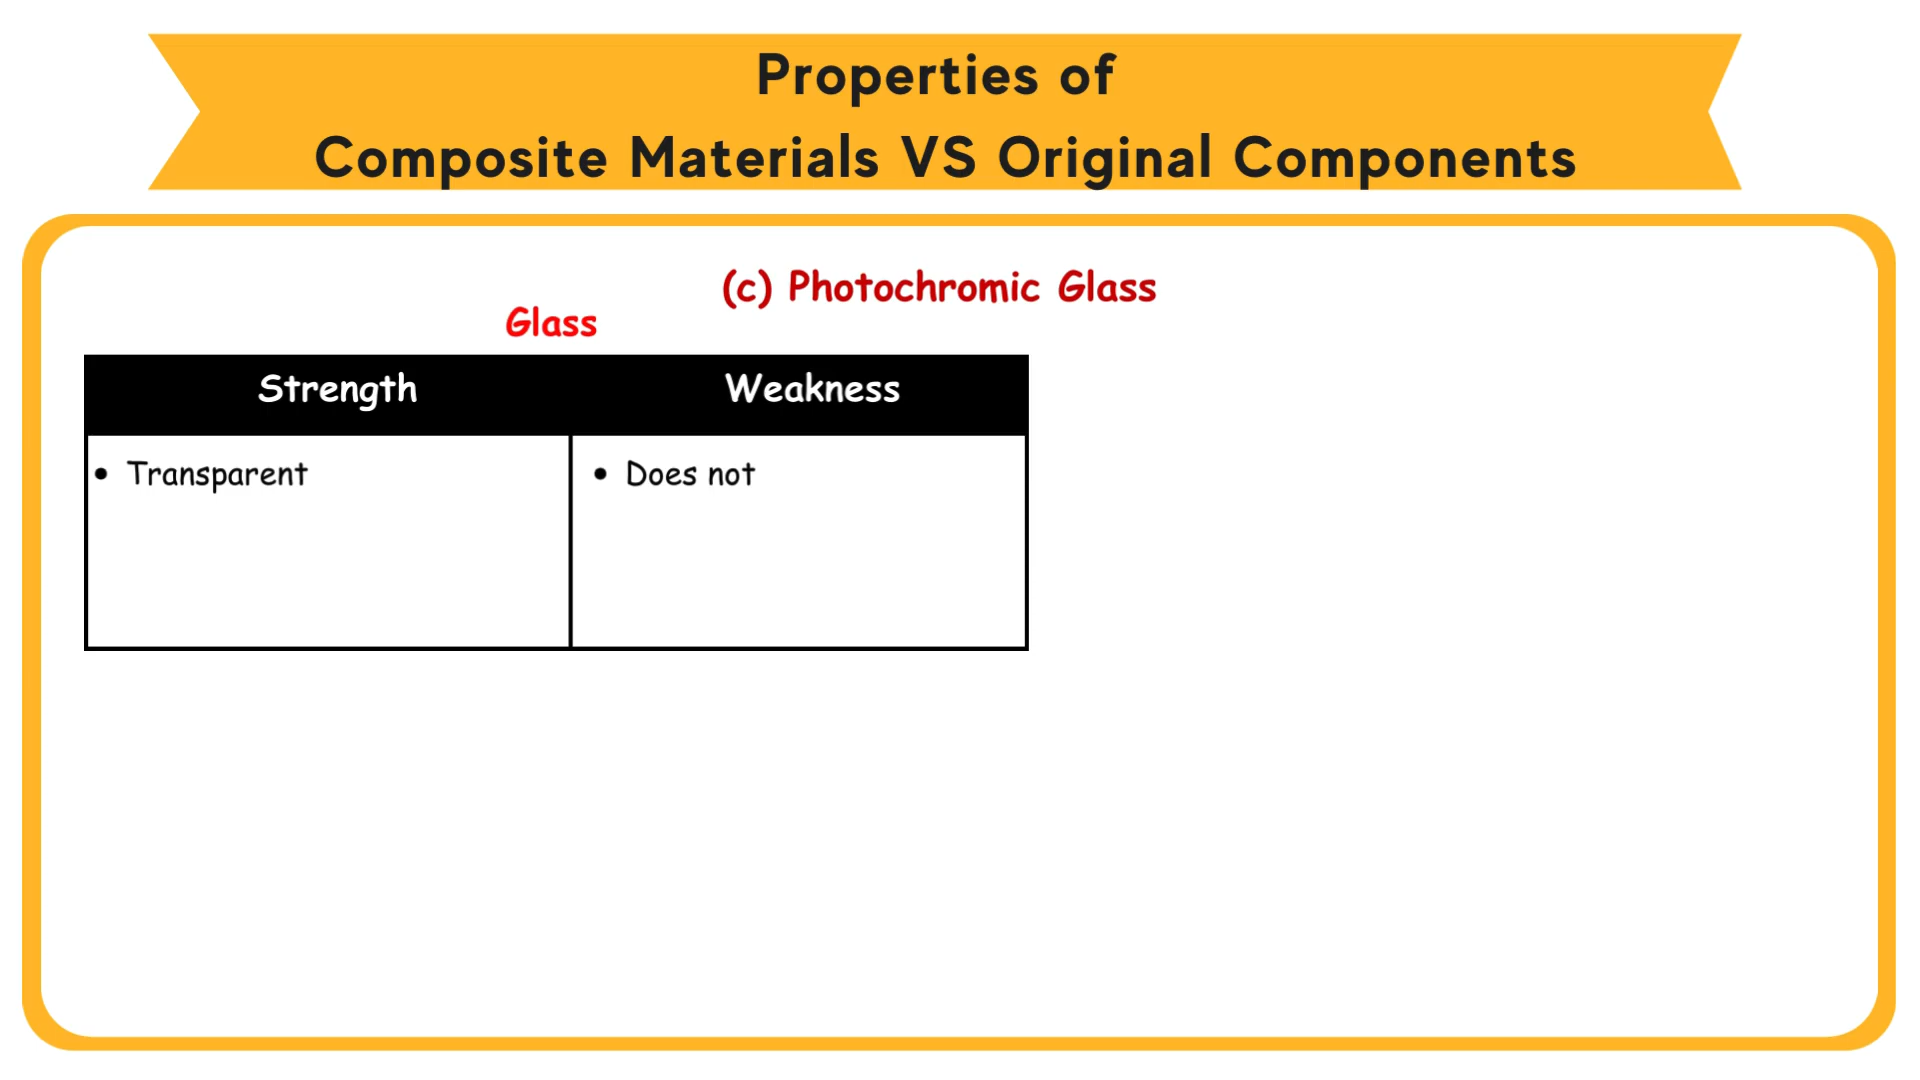 Properties of
Composite Materials VS Original Components
(c) Photochromic Glass
Glass
Strength
Weakness
• Transparent
• Does not